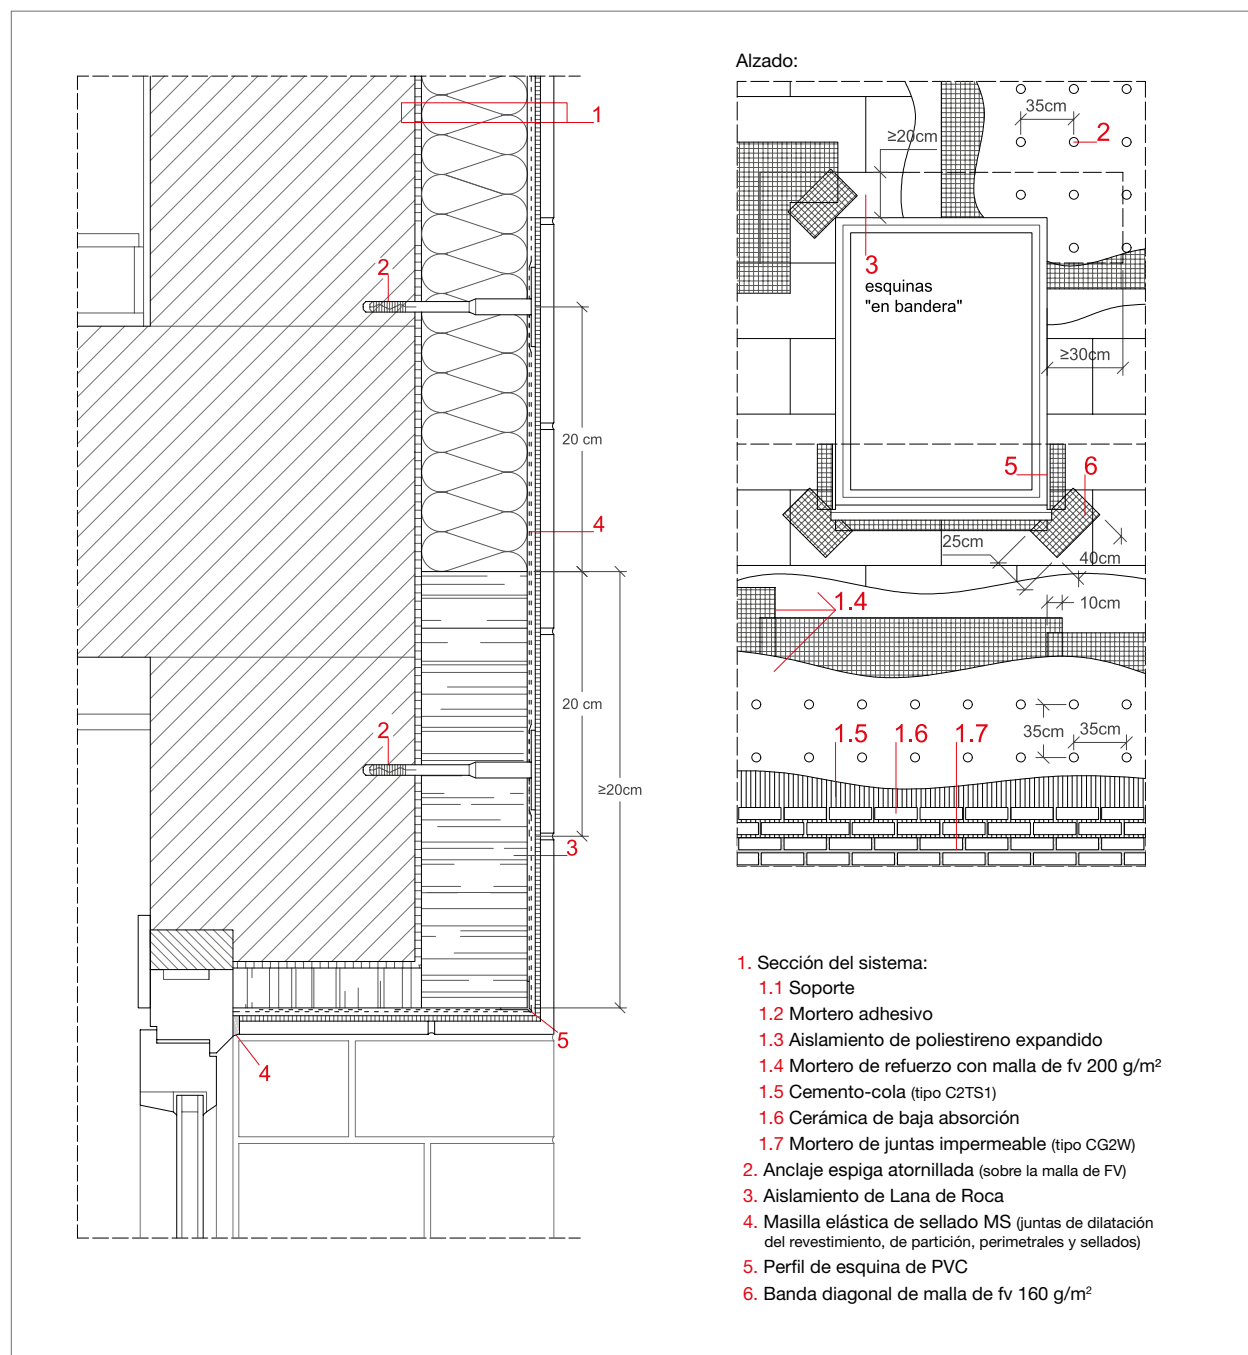 1
2
20 cm
4
20 cm
2
≥20cm
3
5
4
Alzado:
35cm
2
≥20cm
3
esquinas
"en bandera"
≥30cm
5
6
25cm
40cm
1.4
10cm
1.5
1.6
1.7
35cm
35cm
1. Sección del sistema:
1.1 Soporte
1.2 Mortero adhesivo
1.3 Aislamiento de poliestireno expandido
1.4 Mortero de refuerzo con malla de fv 200 g/m²
1.5 Cemento-cola (tipo C2TS1)
1.6 Cerámica de baja absorción
1.7 Mortero de juntas impermeable (tipo CG2W)
2. Anclaje espiga atornillada (sobre la malla de FV)
3. Aislamiento de Lana de Roca
4. Masilla elástica de sellado MS (juntas de dilatación
del revestimiento, de partición, perimetrales y sellados)
5. Perfil de esquina de PVC
6. Banda diagonal de malla de fv 160 g/m²